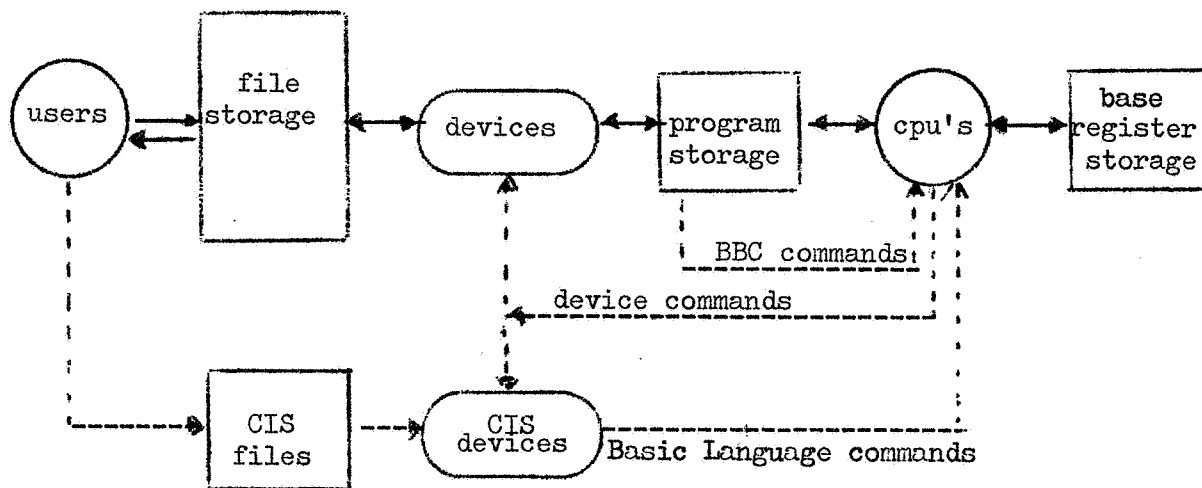 users
file
storage
devices
program
storage
cpu's
base
register
storage
BBC commands
device commands
CIS
files
CIS
devices
Basic Language commands